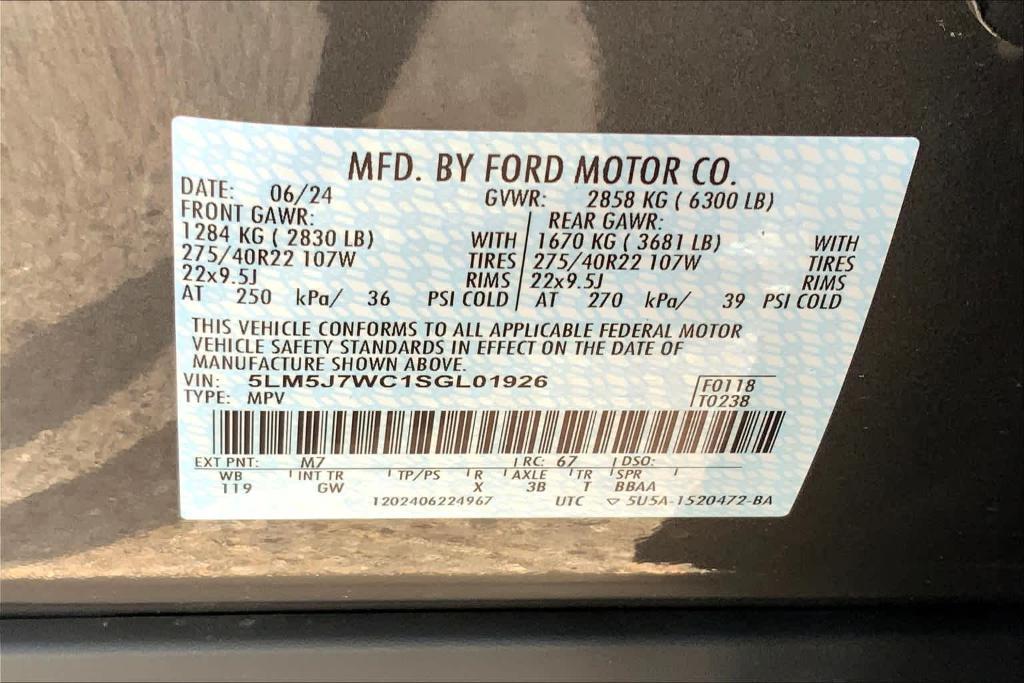 MFD. BY FORD MOTOR CO.
DATE: 06/24 GVWR: 2858 KG ( 6300 LB)
FRONT GAWR: REAR GAWR:
1284 KG ( 2830 LB) WITH 1670 KG ( 3681 LB) WITH
275/40R22 107W TIRES 275/40R22 107W TIRES
22x9.5J RIMS 22x9.5J RIMS
AT 250 kPa/ 36 PSI COLD AT 270 kPa/ 39 PSI COLD
THIS VEHICLE CONFORMS TO ALL APPLICABLE FEDERAL MOTOR
VEHICLE SAFETY STANDARDS IN EFFECT ON THE DATE OF
MANUFACTURE SHOWN ABOVE.
VIN: 5LM5J7WC1SGL01926 F0118
TYPE: MPV T0238
EXT PNT: M7 RC: 67 DSO:
WB INT TR TP/PS R AXLE TR SPR
119 GW X 3B T BBAA
1202406224967 UTC ▽ 5U5A-1520472-BA